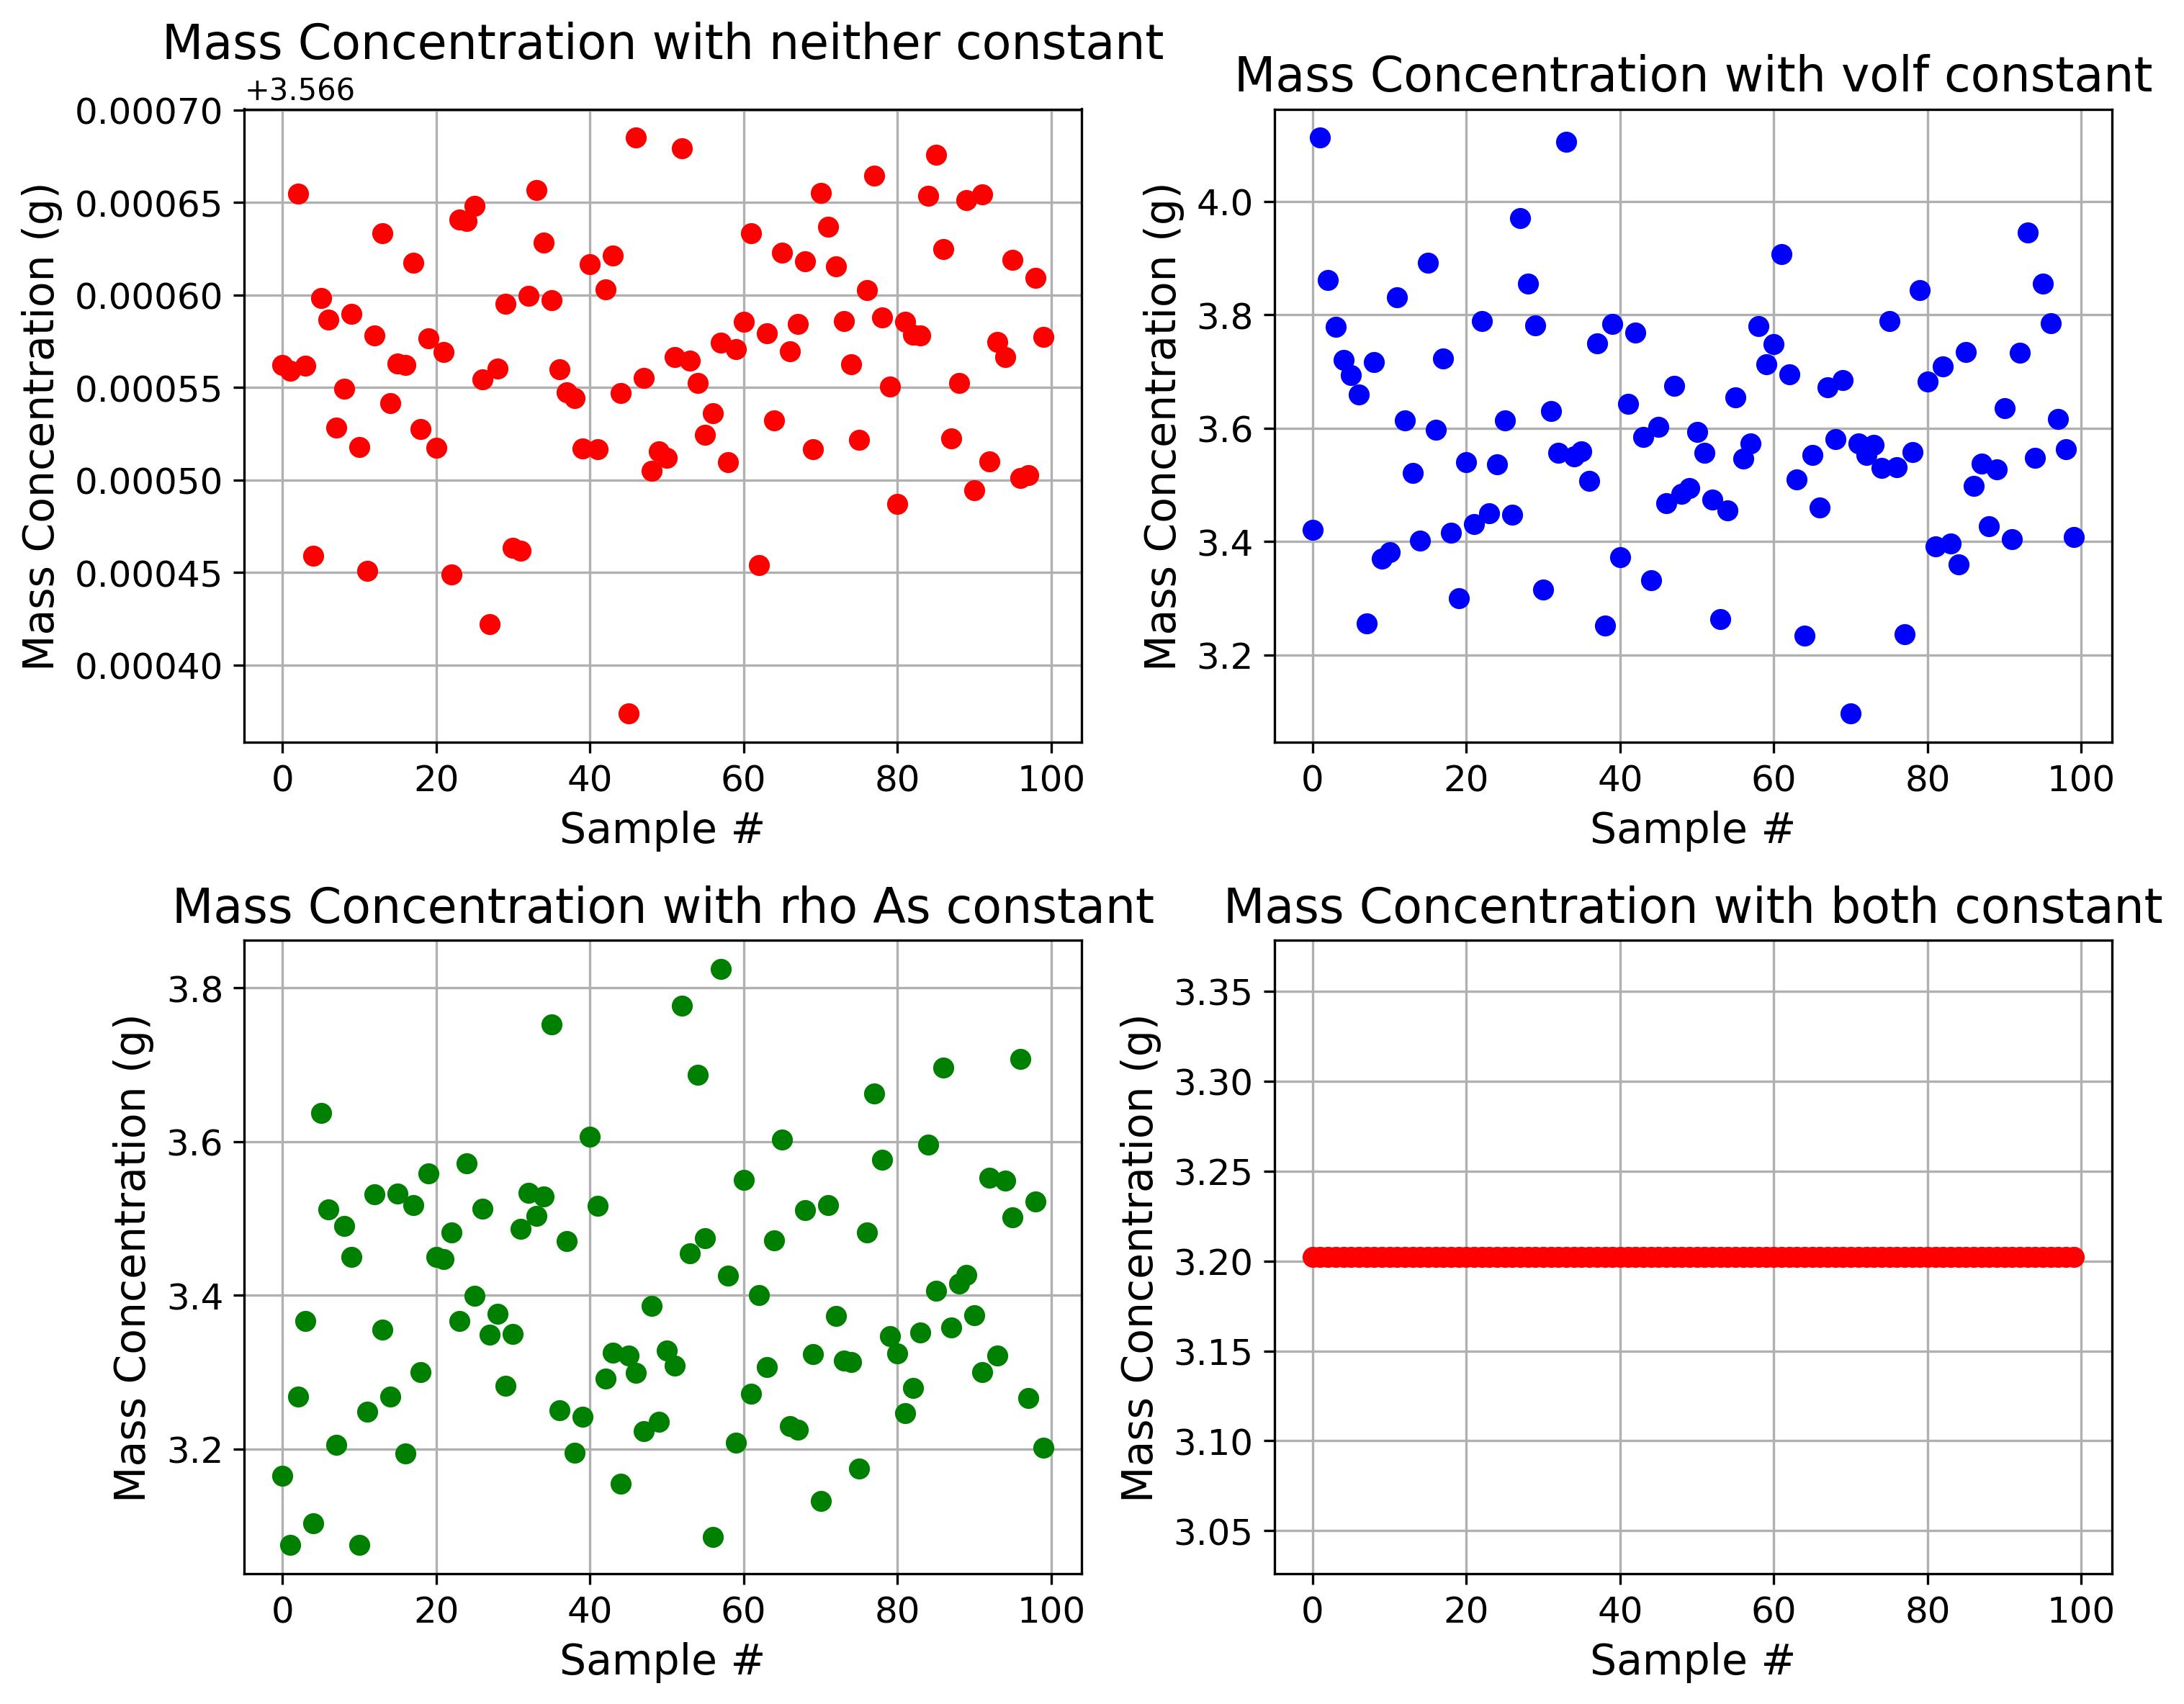 Mass Concentration with neither constant
+3.566
0.00070
0.00065
0.00060
0.00055
0.00050
0.00045
0.00040
Mass Concentration (g)
0 20 40 60 80 100
Sample #
Mass Concentration with volf constant
4.0
3.8
3.6
3.4
3.2
Mass Concentration (g)
0 20 40 60 80 100
Sample #
Mass Concentration with rho As constant
3.8
3.6
3.4
3.2
Mass Concentration (g)
0 20 40 60 80 100
Sample #
Mass Concentration with both constant
3.35
3.30
3.25
3.20
3.15
3.10
3.05
Mass Concentration (g)
0 20 40 60 80 100
Sample #